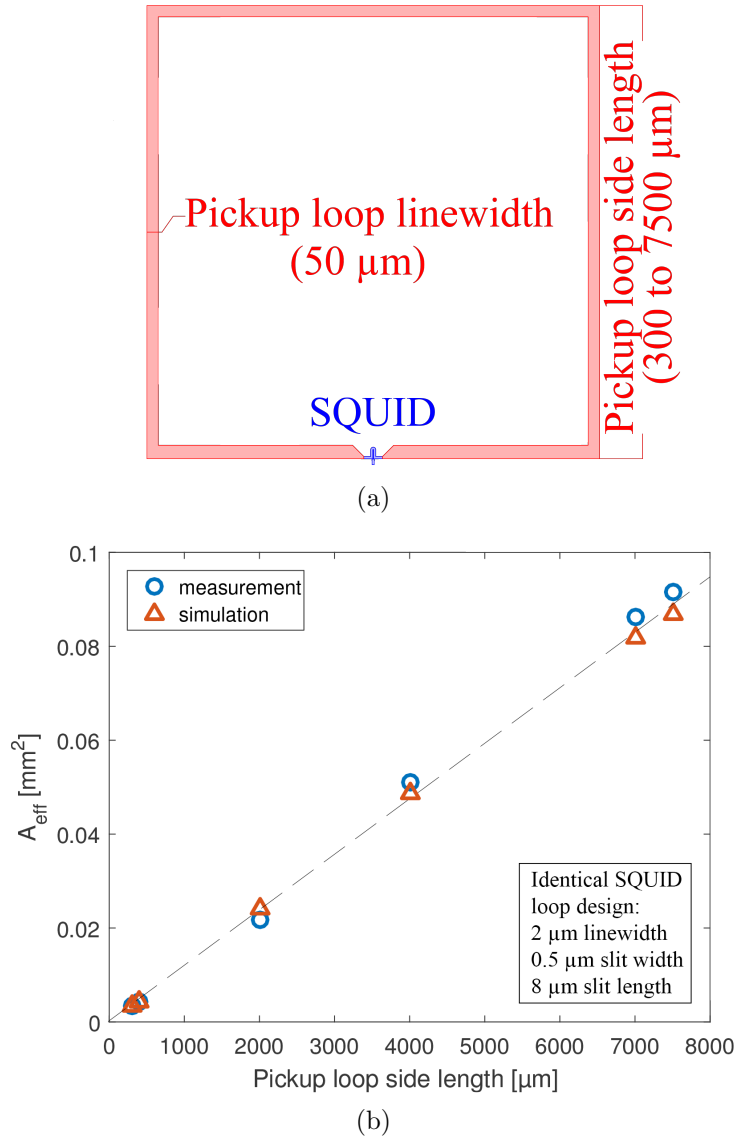 Pickup loop linewidth
(50 µm)
Pickup loop side length
(300 to 7500 µm)
SQUID
(a)
0.1
0.08
0.06
0.04
0.02
0
A_eff [mm²]
measurement
simulation
Identical SQUID
loop design:
2 µm linewidth
0.5 µm slit width
8 µm slit length
0 1000 2000 3000 4000 5000 6000 7000 8000
Pickup loop side length [µm]
(b)